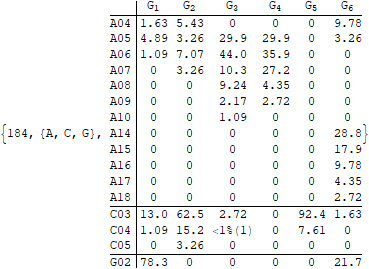 G₁ G₂ G₃ G₄ G₅ G₆
A04 1.63 5.43 0 0 0 9.78
A05 4.89 3.26 29.9 29.9 0 3.26
A06 1.09 7.07 44.0 35.9 0 0
A07 0 3.26 10.3 27.2 0 0
A08 0 0 9.24 4.35 0 0
A09 0 0 2.17 2.72 0 0
A10 0 0 1.09 0 0 0
{184, {A, C, G}, A14 0 0 0 0 0 28.8}
A15 0 0 0 0 0 17.9
A16 0 0 0 0 0 9.78
A17 0 0 0 0 0 4.35
A18 0 0 0 0 0 2.72
C03 13.0 62.5 2.72 0 92.4 1.63
C04 1.09 15.2 <1%(1) 0 7.61 0
C05 0 3.26 0 0 0 0
G02 78.3 0 0 0 0 21.7